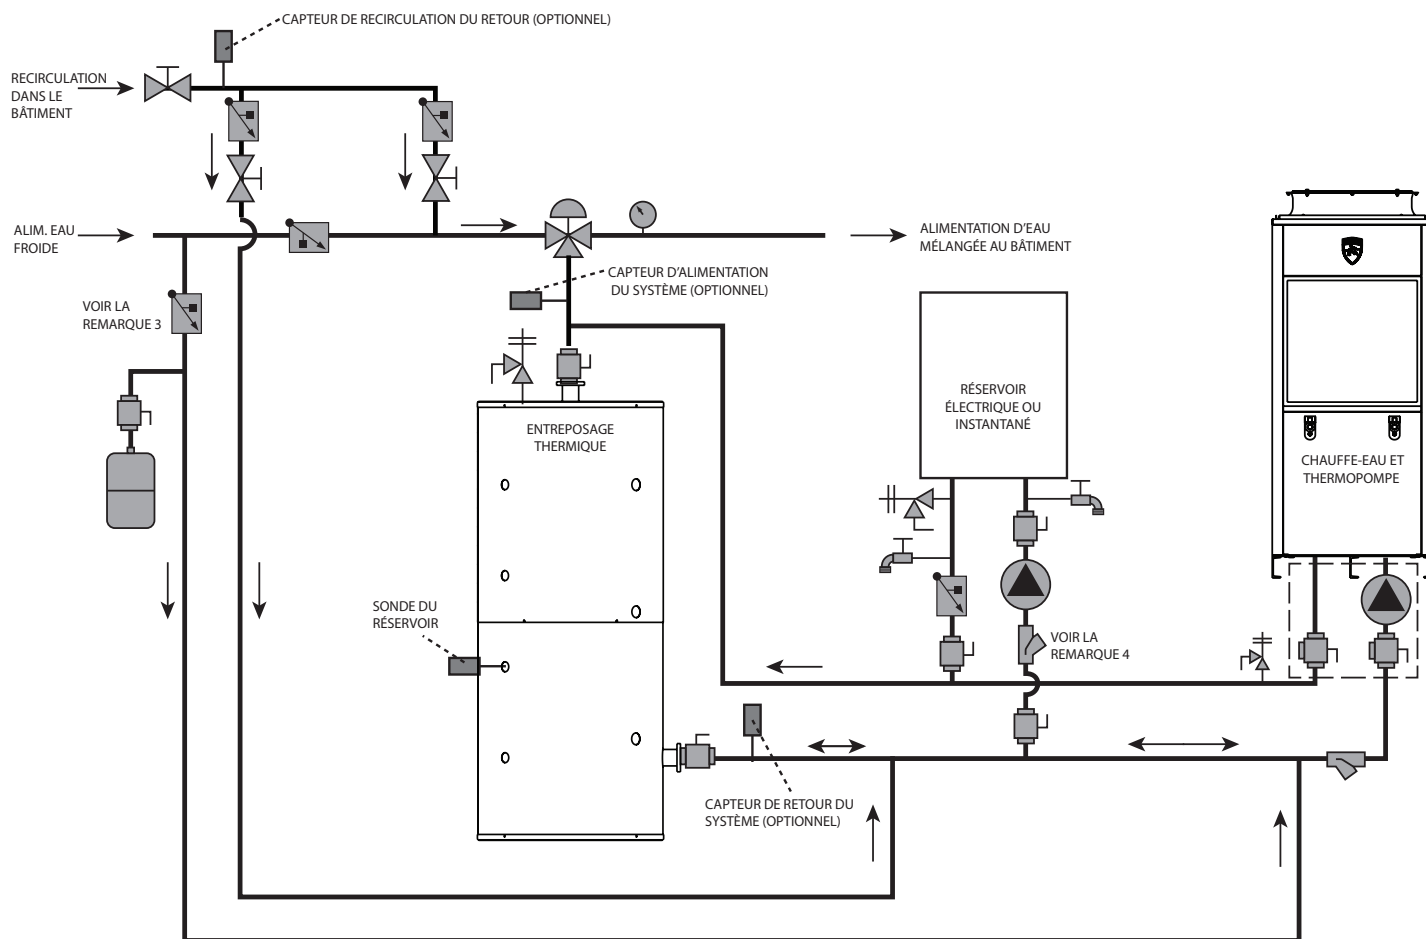 CAPTEUR DE RECIRCULATION DU RETOUR (OPTIONNEL)
RECIRCULATION
DANS LE
BÂTIMENT
ALIM. EAU
FROIDE
ALIMENTATION D'EAU
MÉLANGÉE AU BÂTIMENT
CAPTEUR D'ALIMENTATION
DU SYSTÈME (OPTIONNEL)
VOIR LA
REMARQUE 3
RÉSERVOIR
ÉLECTRIQUE OU
INSTANTANÉ
ENTREPOSAGE
THERMIQUE
CHAUFFE-EAU ET
THERMOPOMPE
SONDE DU
RÉSERVOIR
VOIR LA
REMARQUE 4
CAPTEUR DE RETOUR DU
SYSTÈME (OPTIONNEL)